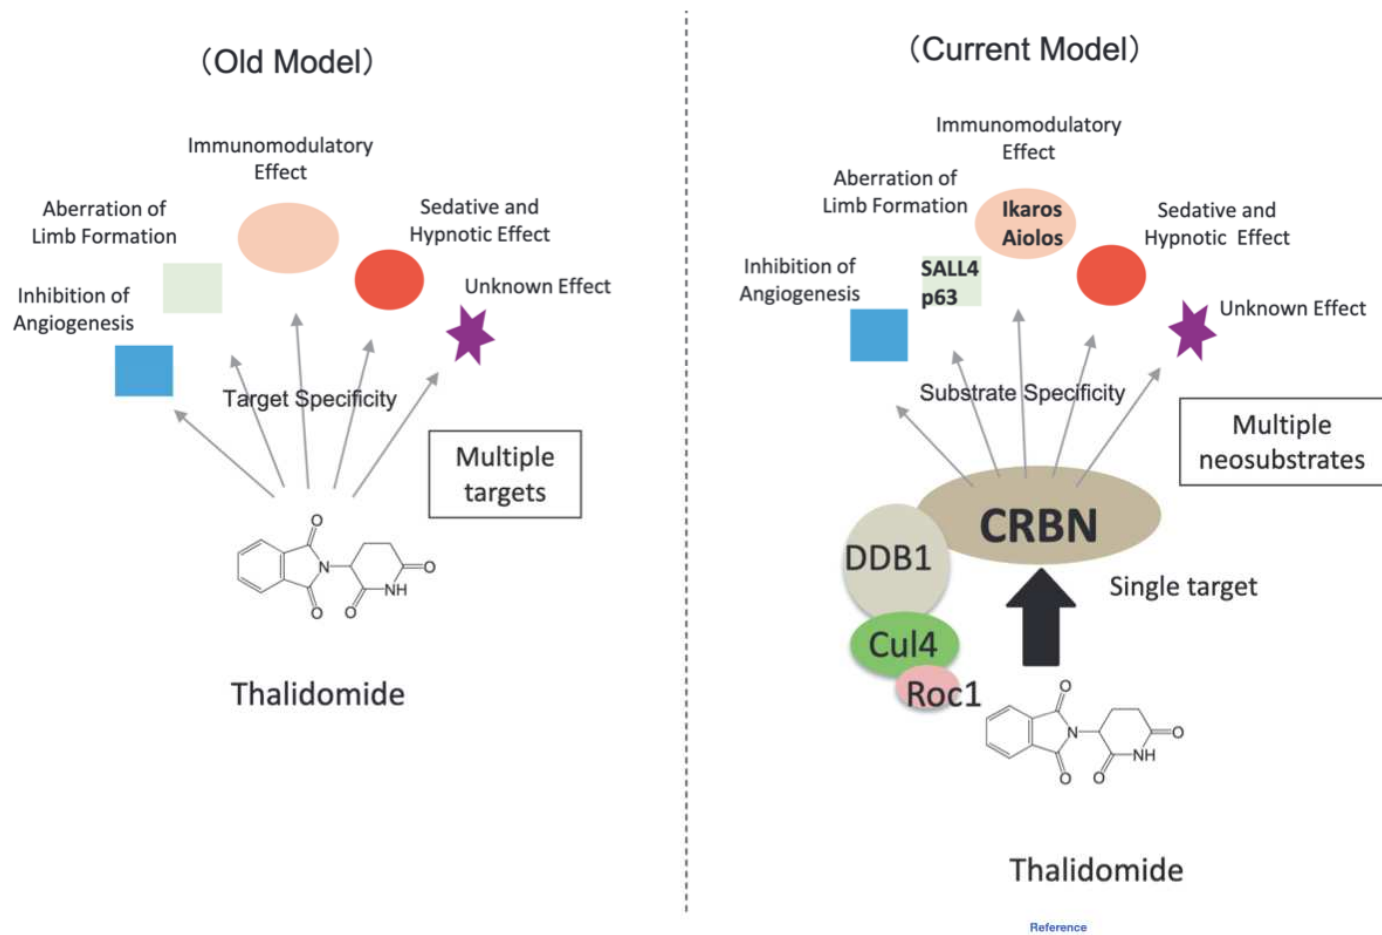 （Old Model）
Immunomodulatory
Effect
Aberration of
Limb Formation
Sedative and
Hypnotic Effect
Inhibition of
Angiogenesis
Unknown Effect
Target Specificity
Multiple
targets
O
N
O
O
NH
O
Thalidomide
（Current Model）
Immunomodulatory
Effect
Aberration of
Limb Formation
Ikaros
Aiolos
Sedative and
Hypnotic Effect
Inhibition of
Angiogenesis
SALL4
p63
Unknown Effect
Substrate Specificity
Multiple
neosubstrates
CRBN
DDB1
Single target
Cul4
Roc1
O
N
O
O
NH
O
Thalidomide
Reference